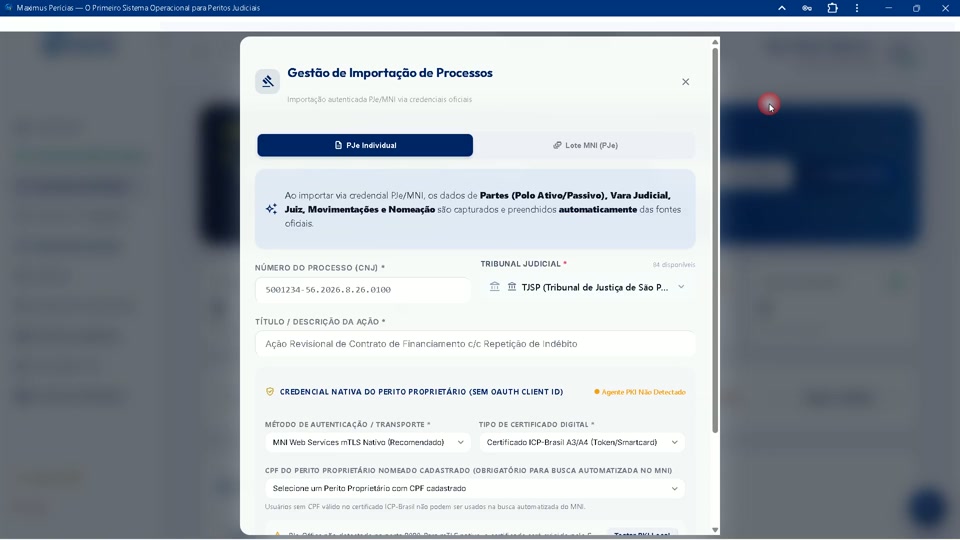 Maximus Perícias — O Primeiro Sistema Operacional para Peritos Judiciais
Gestão de Importação de Processos
Importação autenticada PJe/MNI via credenciais oficiais
PJe Individual
Lote MNI (PJe)
Ao importar via credencial PJe/MNI, os dados de Partes (Polo Ativo/Passivo), Vara Judicial,
Juiz, Movimentações e Nomeação são capturados e preenchidos automaticamente das fontes
oficiais.
NÚMERO DO PROCESSO (CNJ) *
TRIBUNAL JUDICIAL *
64 disponíveis
5001234-56.2026.8.26.0100
TJSP (Tribunal de Justiça de São P...
TÍTULO / DESCRIÇÃO DA AÇÃO *
Ação Revisional de Contrato de Financiamento c/c Repetição de Indébito
CREDENCIAL NATIVA DO PERITO PROPRIETÁRIO (SEM OAUTH CLIENT ID)
Agente PKI Não Detectado
MÉTODO DE AUTENTICAÇÃO / TRANSPORTE *
TIPO DE CERTIFICADO DIGITAL *
MNI Web Services mTLS Nativo (Recomendado)
Certificado ICP-Brasil A3/A4 (Token/Smartcard)
CPF DO PERITO PROPRIETÁRIO NOMEADO CADASTRADO (OBRIGATÓRIO PARA BUSCA AUTOMATIZADA NO MNI)
Selecione um Perito Proprietário com CPF cadastrado
Usuários sem CPF válido no certificado ICP-Brasil não podem ser usados na busca automatizada do MNI.